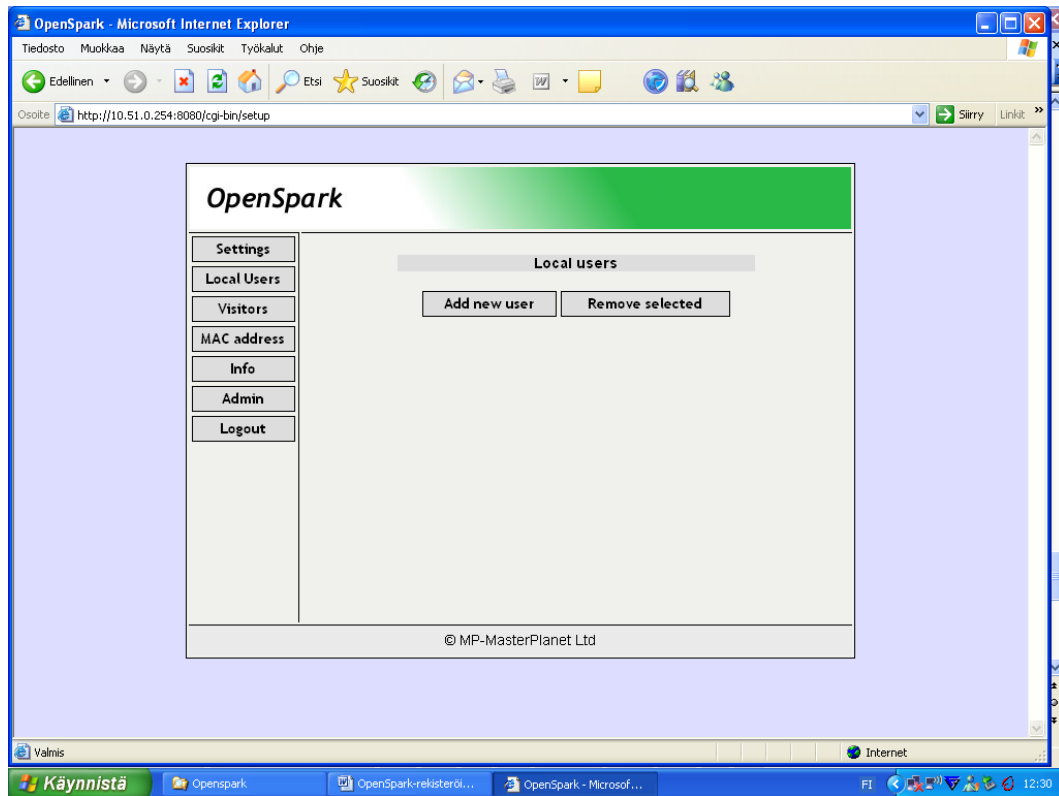 OpenSpark - Microsoft Internet Explorer
Tiedosto Muokkaa Näytä Suosikit Työkalut Ohje
Edellinen Etsi Suosikit
Osoite http://10.51.0.254:8080/cgi-bin/setup Siirry Linkit »
OpenSpark
Settings
Local Users
Visitors
MAC address
Info
Admin
Logout
Local users
Add new user Remove selected
© MP-MasterPlanet Ltd
Valmis Internet
Käynnistä Openspark OpenSpark-rekisteröi... OpenSpark - Microsof... FI 12:30